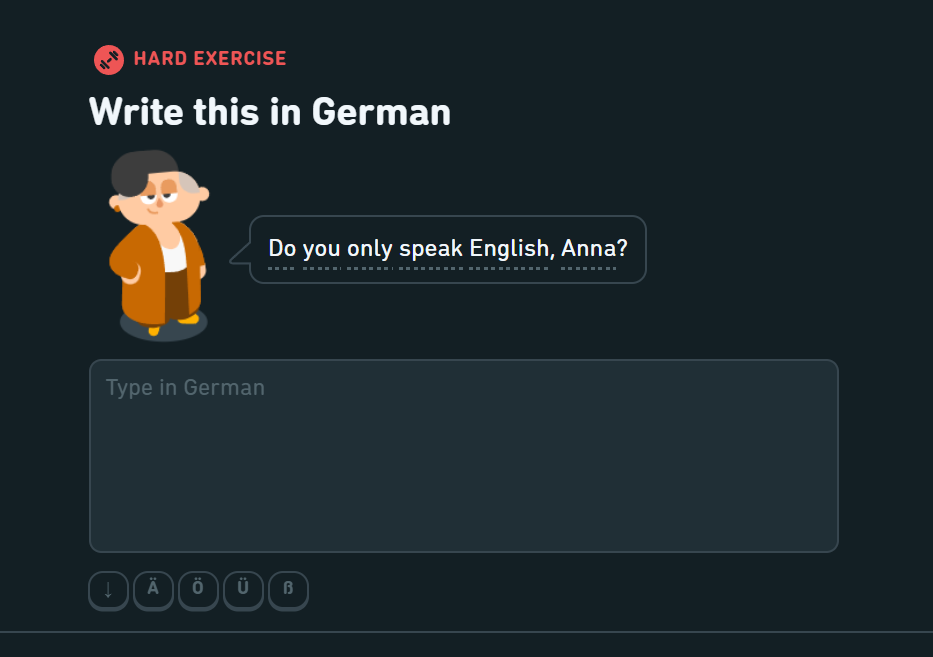 HARD EXERCISE
Write this in German
Do you only speak English, Anna?
Type in German
↓ Ä Ö Ü ß